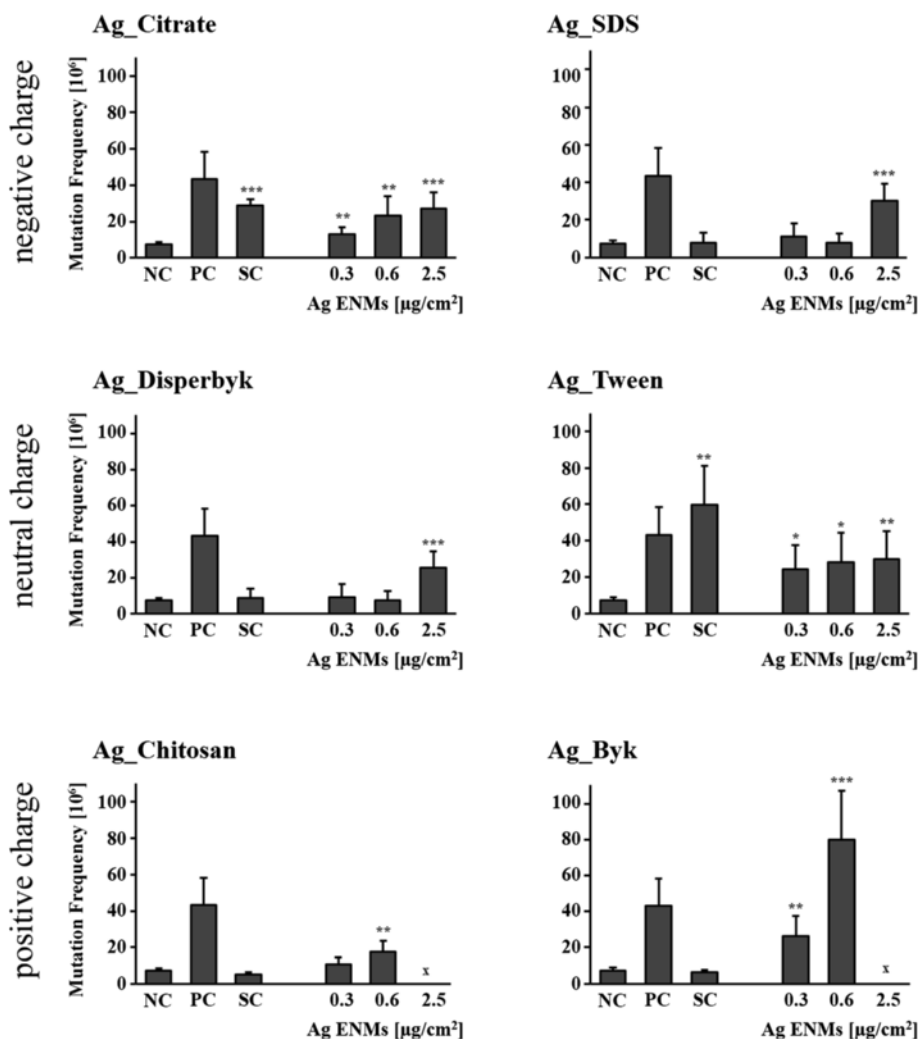 Ag_Citrate
negative charge
Mutation Frequency [10⁶]
100
80
60
40
20
0
***
**
**
***
NC PC SC 0.3 0.6 2.5
Ag ENMs [µg/cm²]
Ag_SDS
100
80
60
40
20
0
***
NC PC SC 0.3 0.6 2.5
Ag ENMs [µg/cm²]
Ag_Disperbyk
neutral charge
Mutation Frequency [10⁶]
100
80
60
40
20
0
***
NC PC SC 0.3 0.6 2.5
Ag ENMs [µg/cm²]
Ag_Tween
100
80
60
40
20
0
**
*
*
**
NC PC SC 0.3 0.6 2.5
Ag ENMs [µg/cm²]
Ag_Chitosan
positive charge
Mutation Frequency [10⁶]
100
80
60
40
20
0
**
x
NC PC SC 0.3 0.6 2.5
Ag ENMs [µg/cm²]
Ag_Byk
100
80
60
40
20
0
**
***
x
NC PC SC 0.3 0.6 2.5
Ag ENMs [µg/cm²]